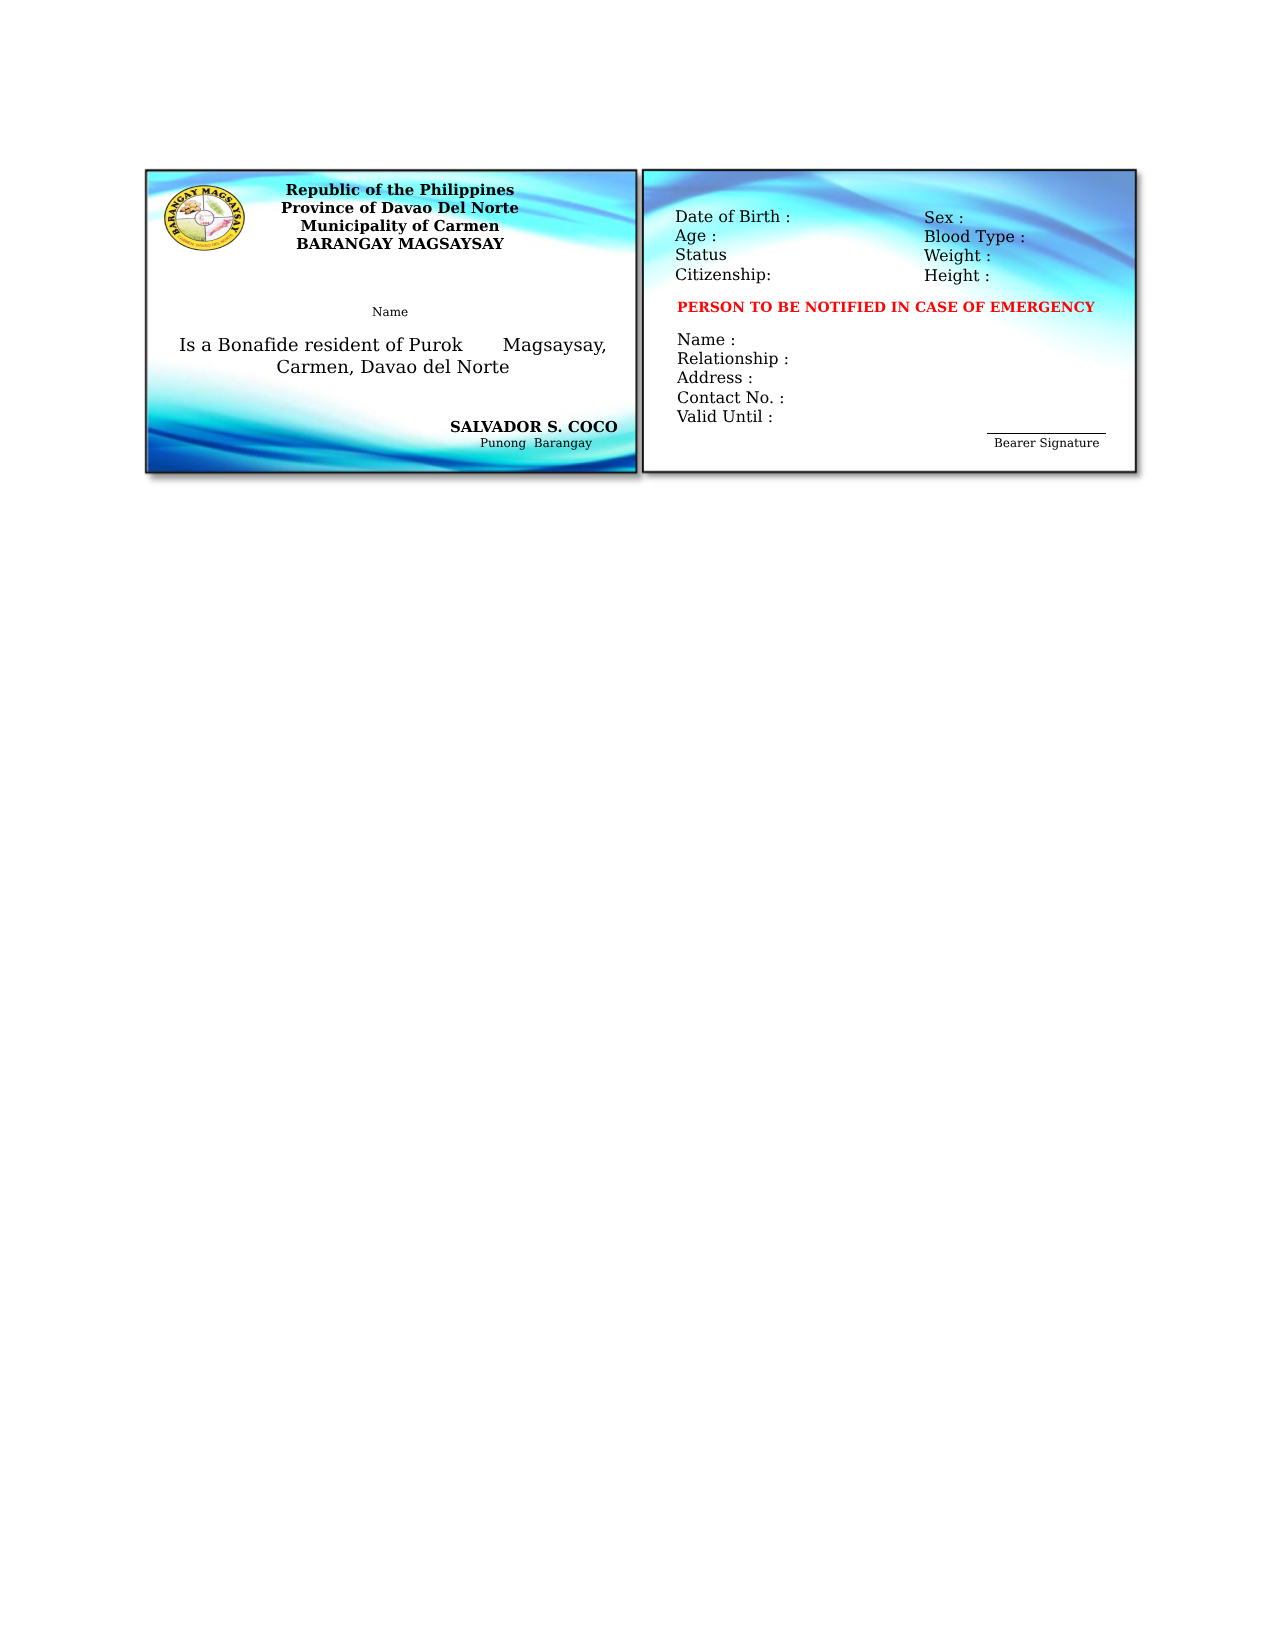 BARANGAY MAGSAYSAY
Republic of the Philippines
Province of Davao Del Norte
Municipality of Carmen
BARANGAY MAGSAYSAY
Name
Is a Bonafide resident of Purok Magsaysay,
Carmen, Davao del Norte
SALVADOR S. COCO
Punong Barangay
Date of Birth :
Age :
Status
Citizenship:
Sex :
Blood Type :
Weight :
Height :
PERSON TO BE NOTIFIED IN CASE OF EMERGENCY
Name :
Relationship :
Address :
Contact No. :
Valid Until :
Bearer Signature